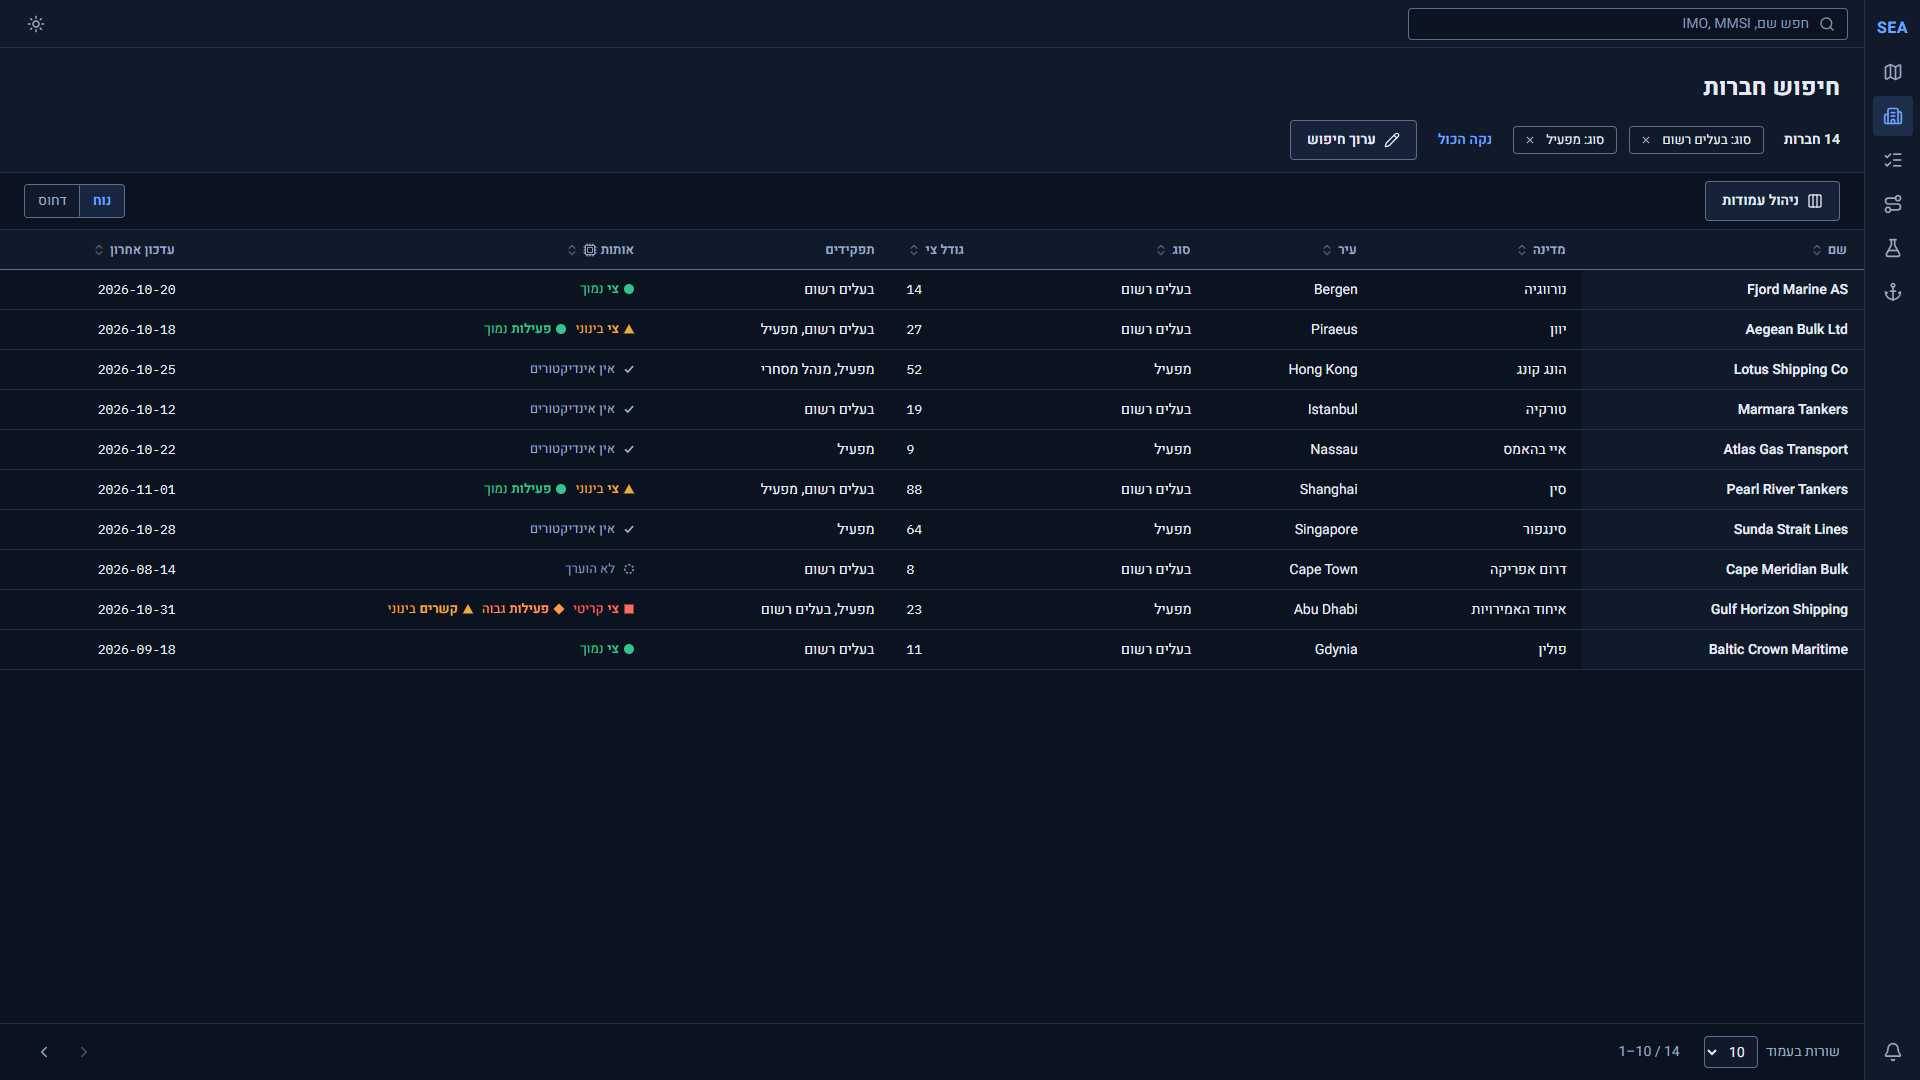 SEA
חפש שם, IMO, MMSI
חיפוש חברות
14 חברות
סוג: בעלים רשום ×
סוג: מפעיל ×
נקה הכול
ערוך חיפוש
ניהול עמודות
נוח
דחוס
שם מדינה עיר סוג גודל צי תפקידים אותות עדכון אחרון
Fjord Marine AS נורווגיה Bergen בעלים רשום 14 בעלים רשום צי נמוך 2026-10-20
Aegean Bulk Ltd יוון Piraeus בעלים רשום 27 בעלים רשום, מפעיל צי בינוני פעילות נמוך 2026-10-18
Lotus Shipping Co הונג קונג Hong Kong מפעיל 52 מפעיל, מנהל מסחרי אין אינדיקטורים 2026-10-25
Marmara Tankers טורקיה Istanbul בעלים רשום 19 בעלים רשום אין אינדיקטורים 2026-10-12
Atlas Gas Transport איי בהאמס Nassau מפעיל 9 מפעיל אין אינדיקטורים 2026-10-22
Pearl River Tankers סין Shanghai בעלים רשום 88 בעלים רשום, מפעיל צי בינוני פעילות נמוך 2026-11-01
Sunda Strait Lines סינגפור Singapore מפעיל 64 מפעיל אין אינדיקטורים 2026-10-28
Cape Meridian Bulk דרום אפריקה Cape Town בעלים רשום 8 בעלים רשום לא הוערך 2026-08-14
Gulf Horizon Shipping איחוד האמירויות Abu Dhabi מפעיל 23 מפעיל, בעלים רשום צי קריטי פעילות גבוה קשרים בינוני 2026-10-31
Baltic Crown Maritime פולין Gdynia בעלים רשום 11 בעלים רשום צי נמוך 2026-09-18
שורות בעמוד 10 1–10 / 14